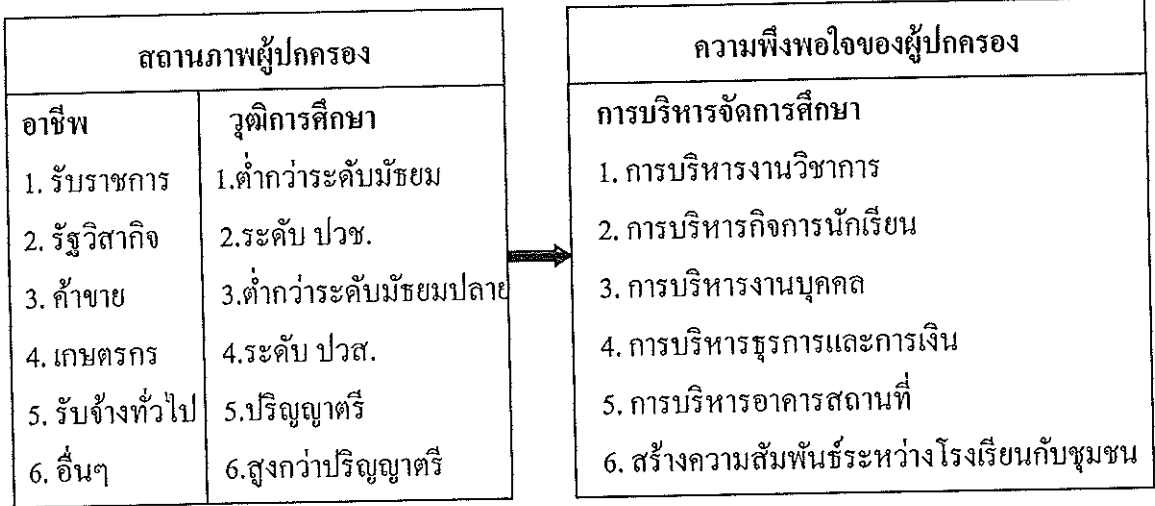 สถานภาพผู้ปกครอง
อาชีพ
1. รับราชการ
2. รัฐวิสากิจ
3. ค้าขาย
4. เกษตรกร
5. รับจ้างทั่วไป
6. อื่นๆ
วุฒิการศึกษา
1.ต่ำกว่าระดับมัธยม
2.ระดับ ปวช.
3.ต่ำกว่าระดับมัธยมปลาย
4.ระดับ ปวส.
5.ปริญญาตรี
6.สูงกว่าปริญญาตรี
ความพึงพอใจของผู้ปกครอง
การบริหารจัดการศึกษา
1. การบริหารงานวิชาการ
2. การบริหารกิจการนักเรียน
3. การบริหารงานบุคคล
4. การบริหารธุรการและการเงิน
5. การบริหารอาคารสถานที่
6. สร้างความสัมพันธ์ระหว่างโรงเรียนกับชุมชน